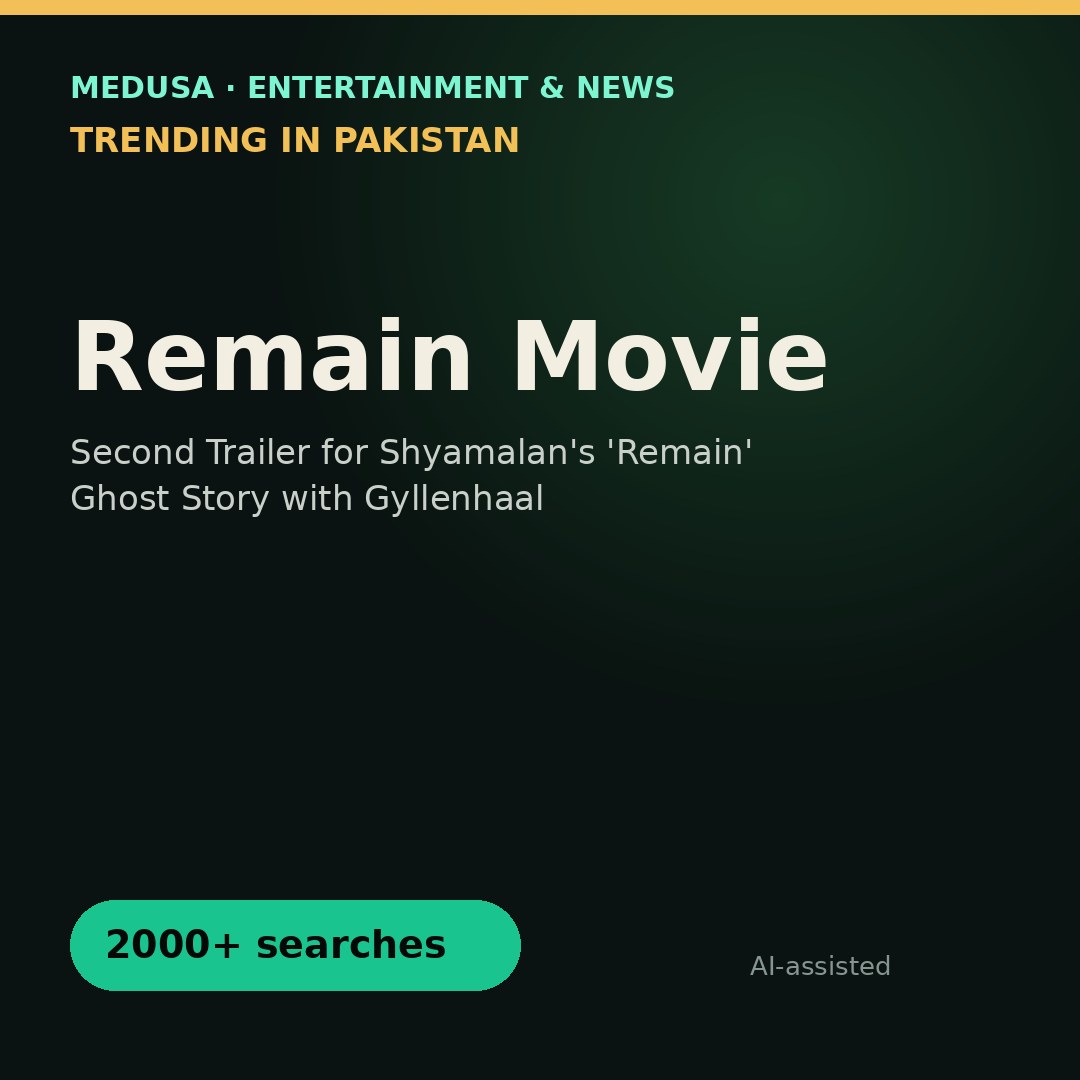 MEDUSA · ENTERTAINMENT & NEWS
TRENDING IN PAKISTAN
Remain Movie
Second Trailer for Shyamalan's 'Remain'
Ghost Story with Gyllenhaal
2000+ searches
AI-assisted